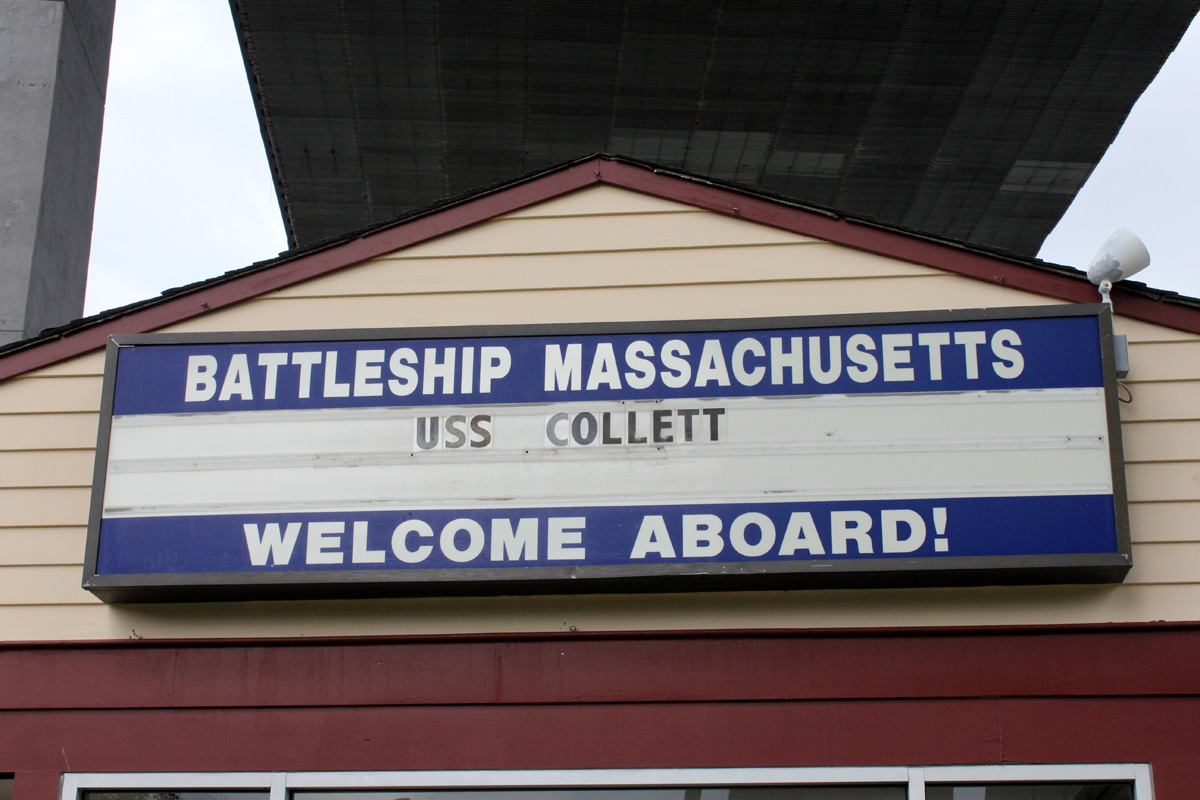 BATTLESHIP MASSACHUSETTS
USS COLLETT
WELCOME ABOARD!